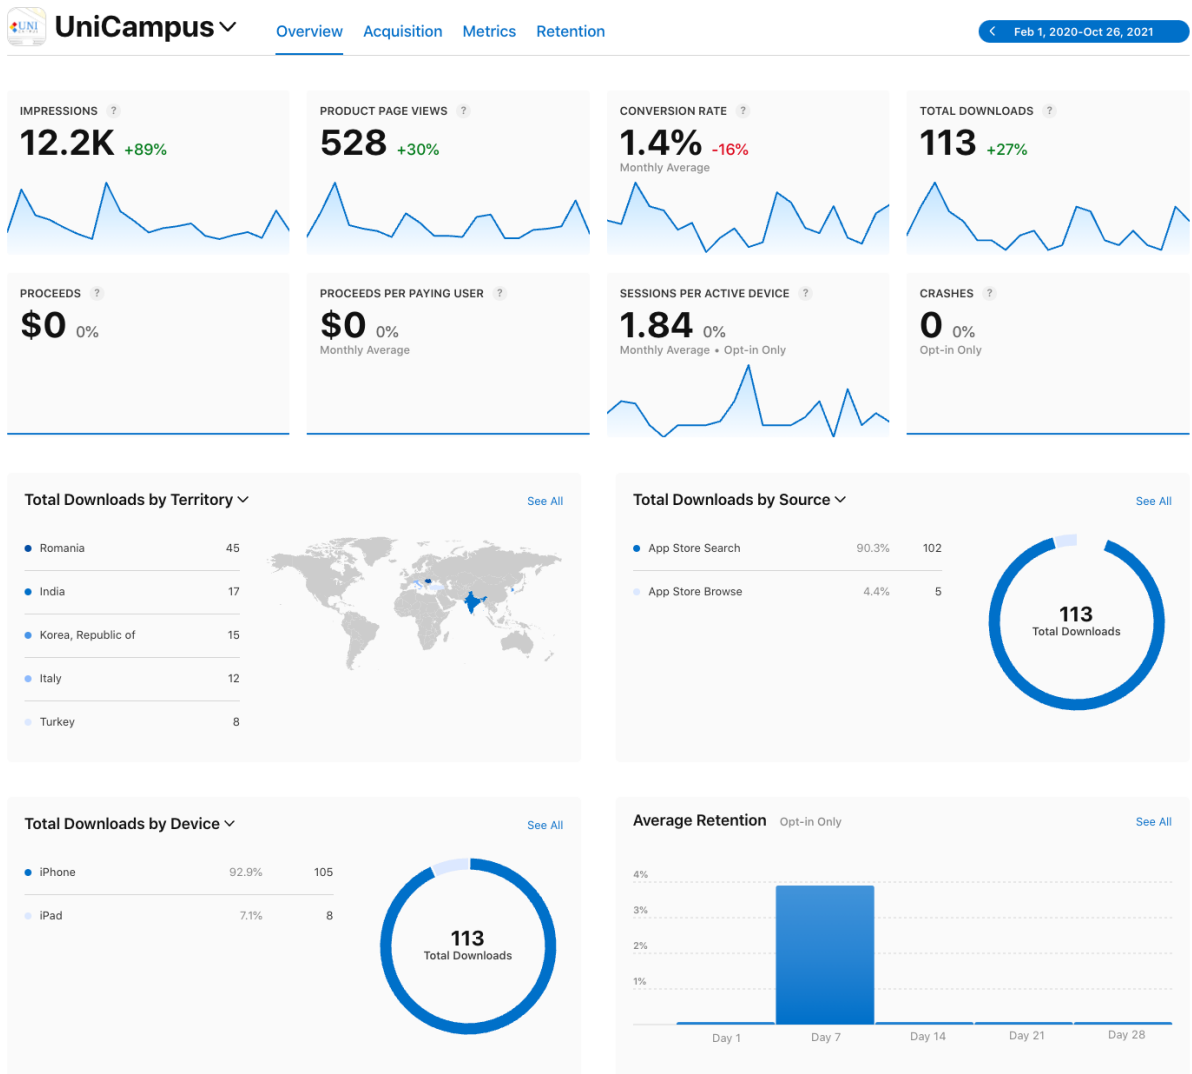 UNI
UniCampus
Overview Acquisition Metrics Retention
Feb 1, 2020-Oct 26, 2021
IMPRESSIONS ?
12.2K +89%
PRODUCT PAGE VIEWS ?
528 +30%
CONVERSION RATE ?
1.4% -16%
Monthly Average
TOTAL DOWNLOADS ?
113 +27%
PROCEEDS ?
$0 0%
PROCEEDS PER PAYING USER ?
$0 0%
Monthly Average
SESSIONS PER ACTIVE DEVICE ?
1.84 0%
Monthly Average • Opt-in Only
CRASHES ?
0 0%
Opt-in Only
Total Downloads by Territory
See All
Romania 45
India 17
Korea, Republic of 15
Italy 12
Turkey 8
Total Downloads by Source
See All
App Store Search 90.3% 102
App Store Browse 4.4% 5
113
Total Downloads
Total Downloads by Device
See All
iPhone 92.9% 105
iPad 7.1% 8
113
Total Downloads
Average Retention Opt-in Only
See All
4%
3%
2%
1%
Day 1 Day 7 Day 14 Day 21 Day 28